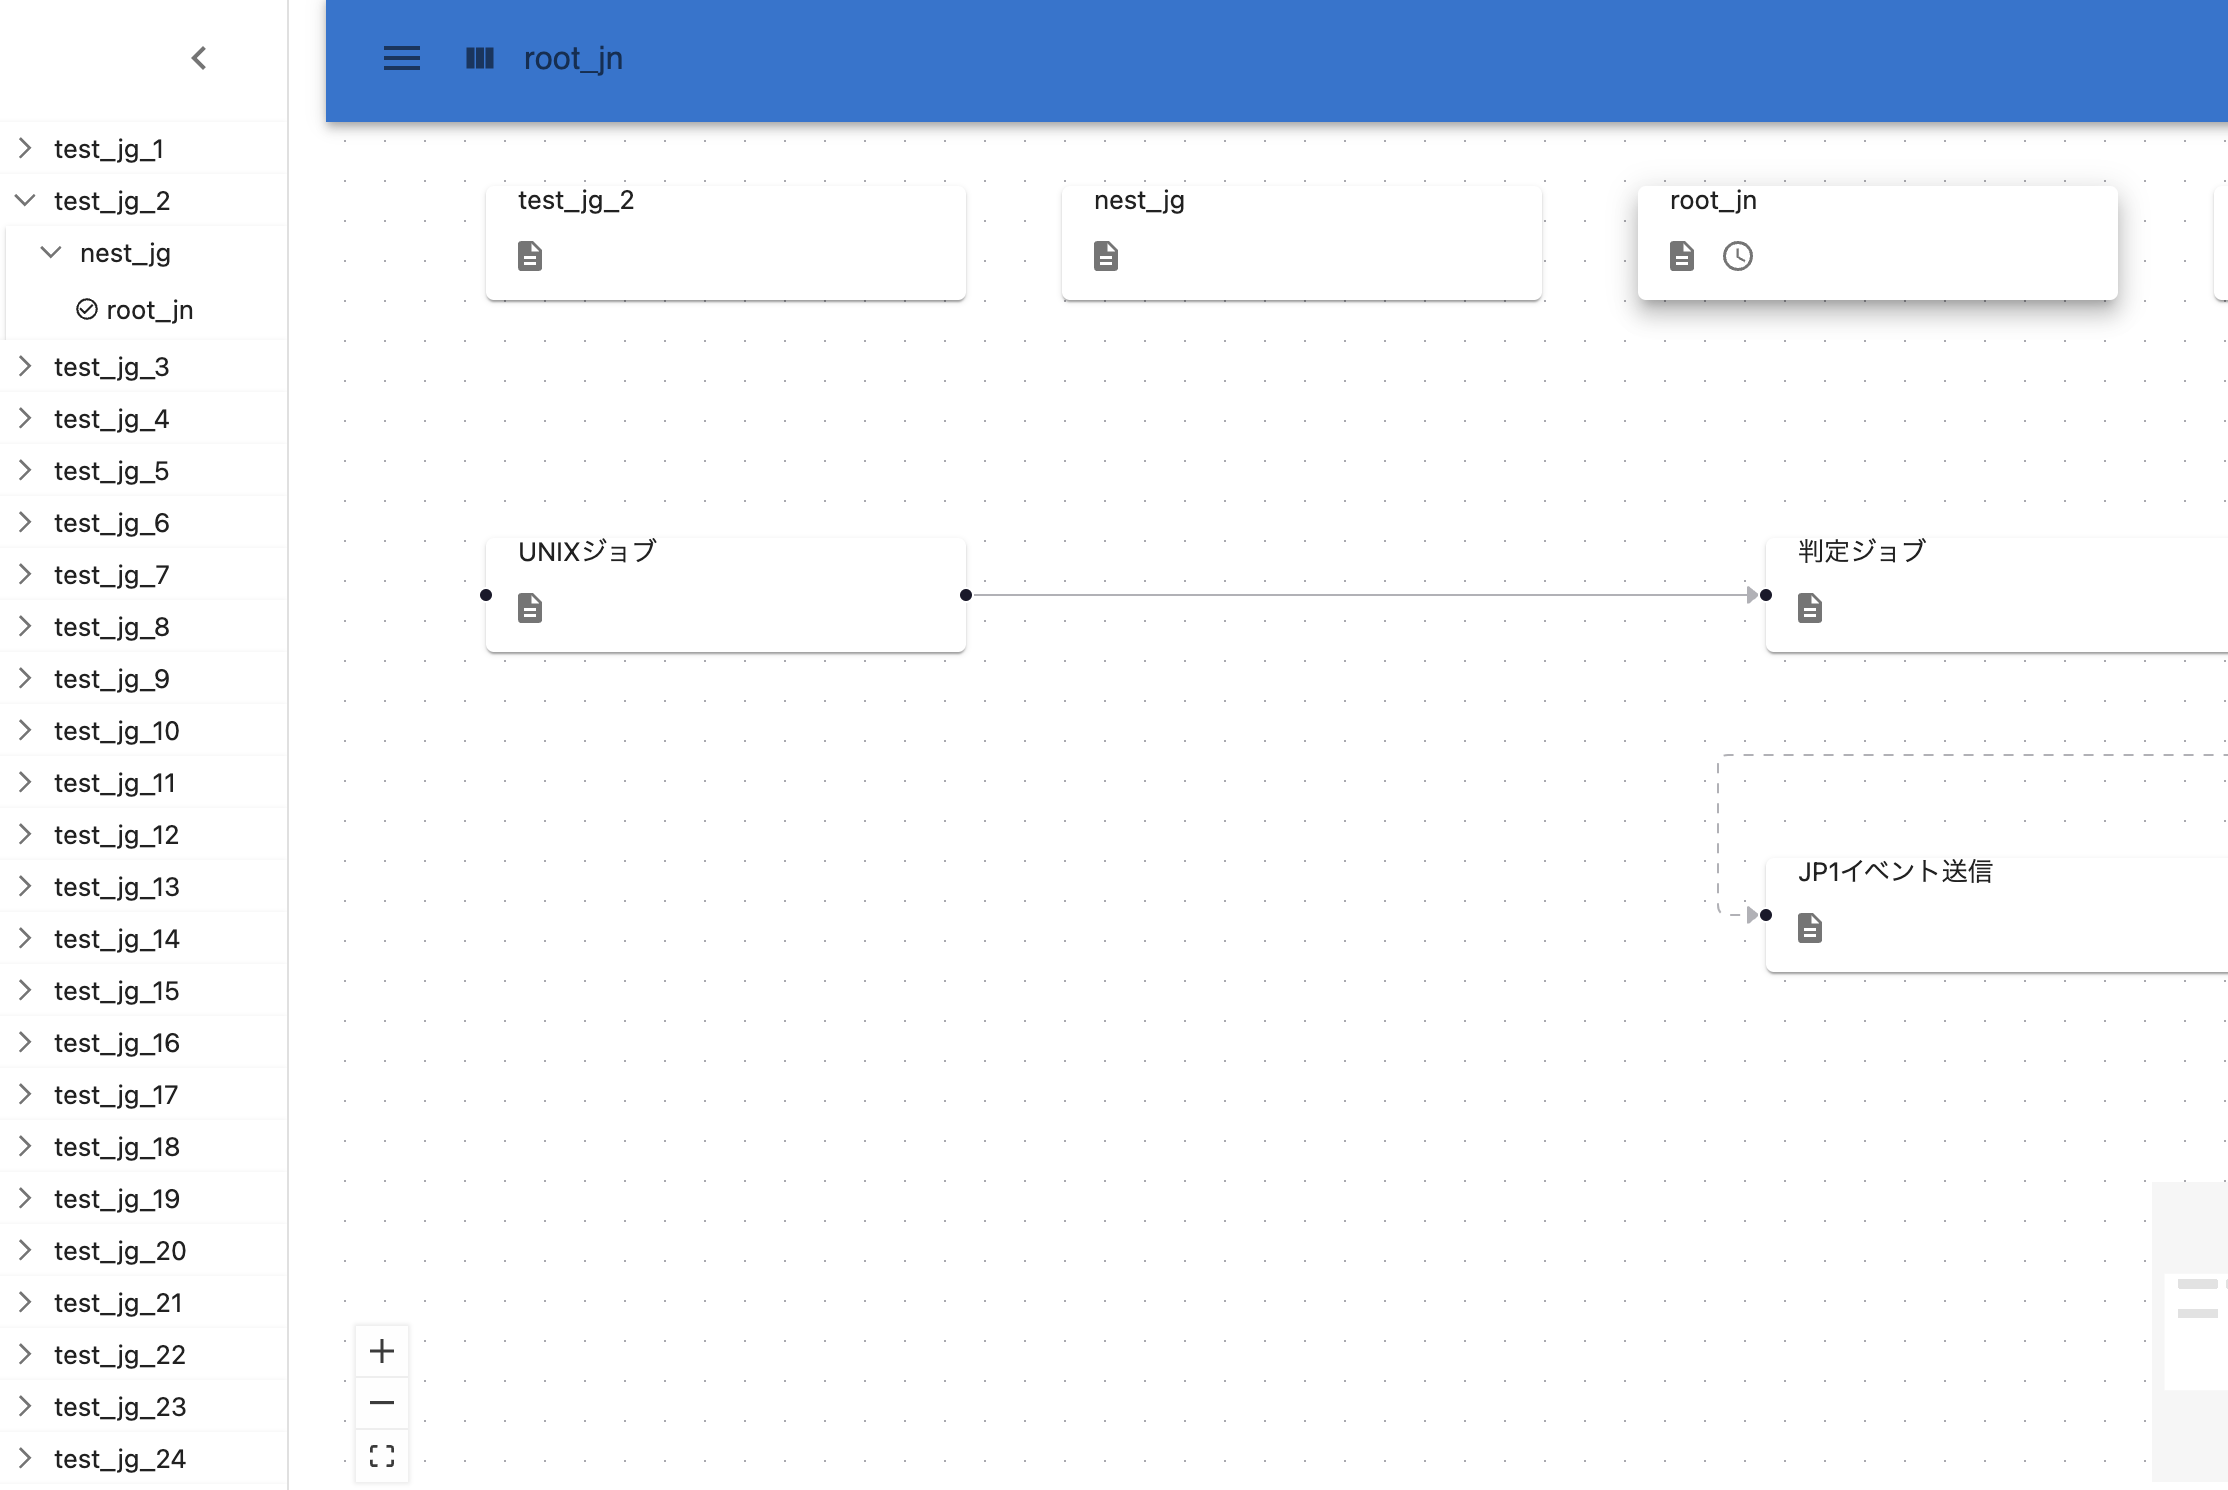 root_jn
test_jg_1
test_jg_2
nest_jg
root_jn
test_jg_3
test_jg_4
test_jg_5
test_jg_6
test_jg_7
test_jg_8
test_jg_9
test_jg_10
test_jg_11
test_jg_12
test_jg_13
test_jg_14
test_jg_15
test_jg_16
test_jg_17
test_jg_18
test_jg_19
test_jg_20
test_jg_21
test_jg_22
test_jg_23
test_jg_24
test_jg_2
nest_jg
root_jn
UNIXジョブ
判定ジョブ
JP1イベント送信